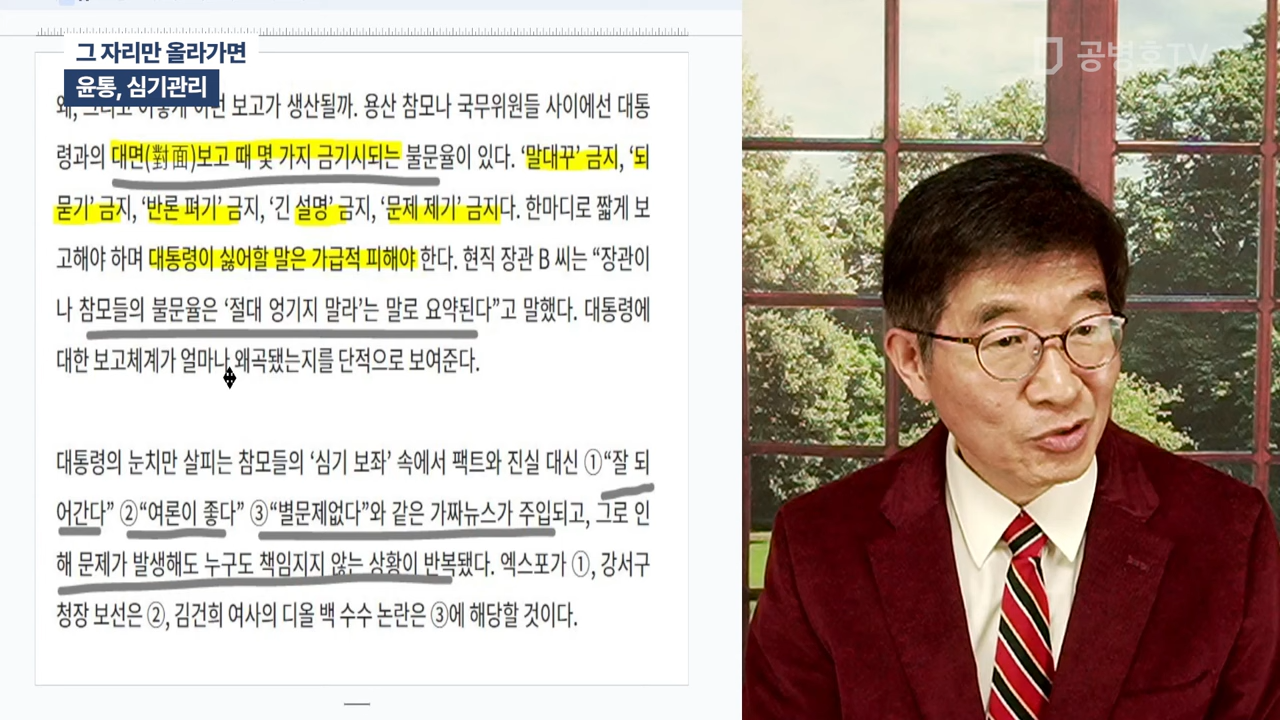 그 자리만 올라가면
윤통, 심기관리
공병호TV
보고가 생산될까. 용산 참모나 국무위원들 사이에선 대통
령과의 대면(對面)보고 때 몇 가지 금기시되는 불문율이 있다. ‘말대꾸’ 금지, ‘되
묻기’ 금지, ‘반론 펴기’ 금지, ‘긴 설명’ 금지, ‘문제 제기’ 금지다. 한마디로 짧게 보
고해야 하며 대통령이 싫어할 말은 가급적 피해야 한다. 현직 장관 B 씨는 “장관이
나 참모들의 불문율은 ‘절대 엉기지 말라’는 말로 요약된다”고 말했다. 대통령에
대한 보고체계가 얼마나 왜곡됐는지를 단적으로 보여준다.
대통령의 눈치만 살피는 참모들의 ‘심기 보좌’ 속에서 팩트와 진실 대신 ①“잘 되
어간다” ②“여론이 좋다” ③“별문제없다”와 같은 가짜뉴스가 주입되고, 그로 인
해 문제가 발생해도 누구도 책임지지 않는 상황이 반복됐다. 엑스포가 ①, 강서구
청장 보선은 ②, 김건희 여사의 디올 백 수수 논란은 ③에 해당할 것이다.